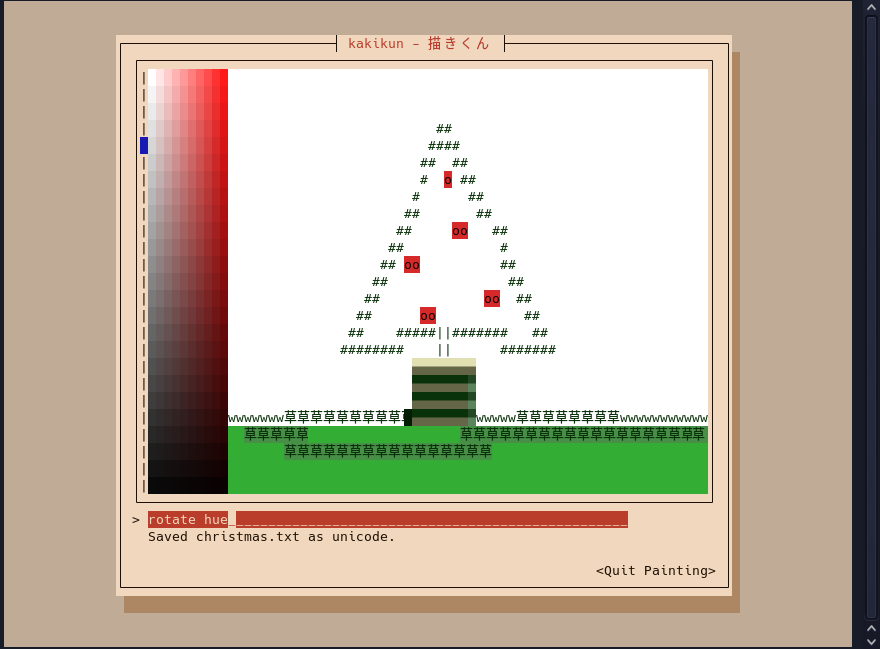 kakikun – 描きくん
##
####
## ##
# o ##
# ##
## ##
## oo ##
## #
## oo ##
## ##
## oo ##
## oo ##
## #####||####### ##
######## || #######
wwwwwww草草草草草草草草草 wwwww草草草草草草草草wwwwwwwwwww
草草草草草 草草草草草草草草草草草草草草草草草草草
草草草草草草草草草草草草草草草草
> rotate hue
Saved christmas.txt as unicode.
<Quit Painting>